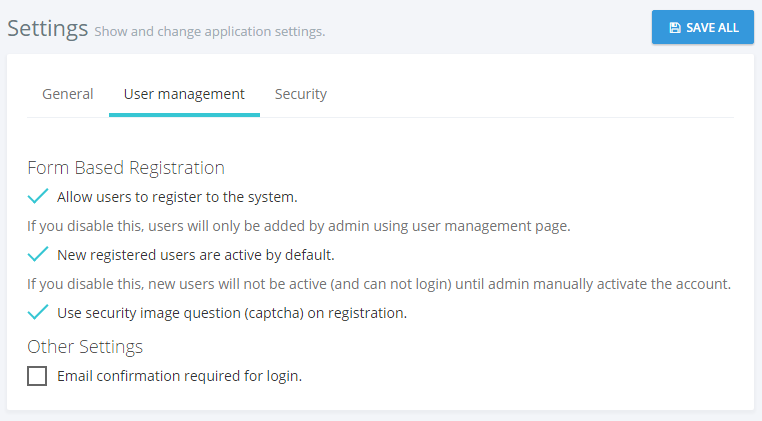 Settings Show and change application settings.
SAVE ALL
General User management Security
Form Based Registration
Allow users to register to the system.
If you disable this, users will only be added by admin using user management page.
New registered users are active by default.
If you disable this, new users will not be active (and can not login) until admin manually activate the account.
Use security image question (captcha) on registration.
Other Settings
Email confirmation required for login.